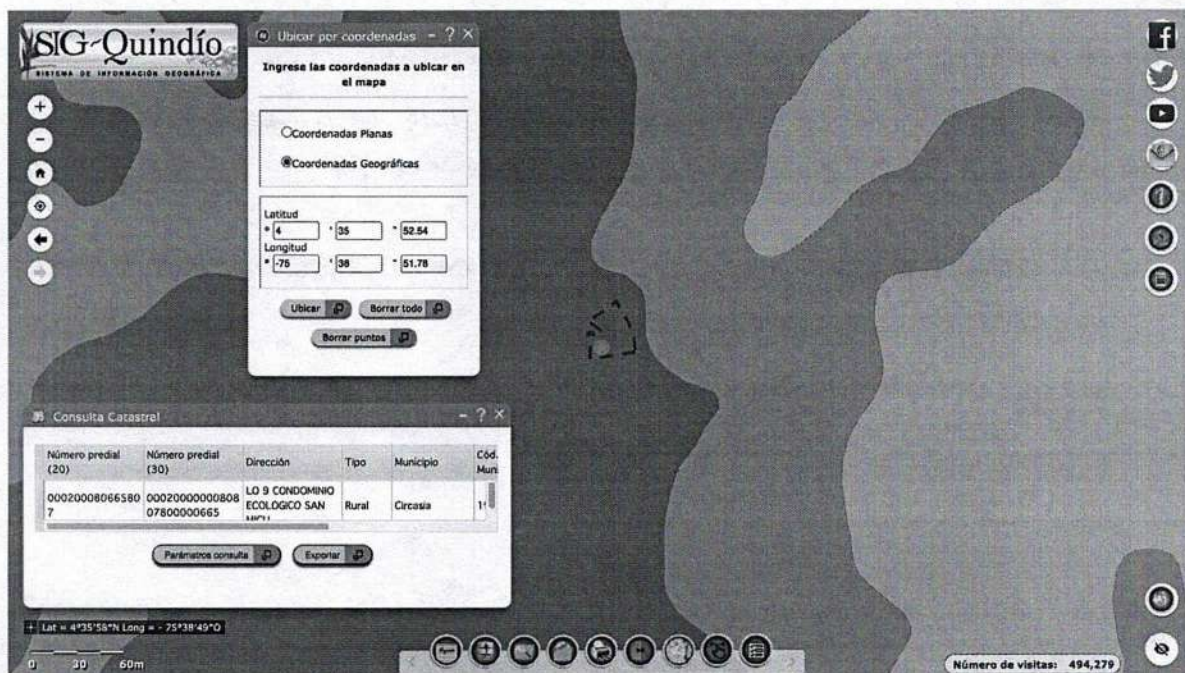 SIG-Quindío
SISTEMA DE INFORMACIÓN GEOGRÁFICA
Ubicar por coordenadas - ? ×
Ingrese las coordenadas a ubicar en
el mapa
Coordenadas Planas
Coordenadas Geográficas
Latitud
° 4 ' 35 " 52.54
Longitud
° -75 ' 38 " 51.78
Ubicar
Borrar todo
Borrar puntos
Consulta Catastral - ? ×
Número predial (20)
Número predial (30)
Dirección
Tipo
Municipio
Cód.
Muni
00020008066580
7
00020000000808
07800000665
LO 9 CONDOMINIO
ECOLOGICO SAN
MIGU
Rural
Circasia
Parámetros consulta
Exportar
Lat = 4°35'58"N Long = - 75°38'49"O
0 30 60m
Número de visitas: 494,279